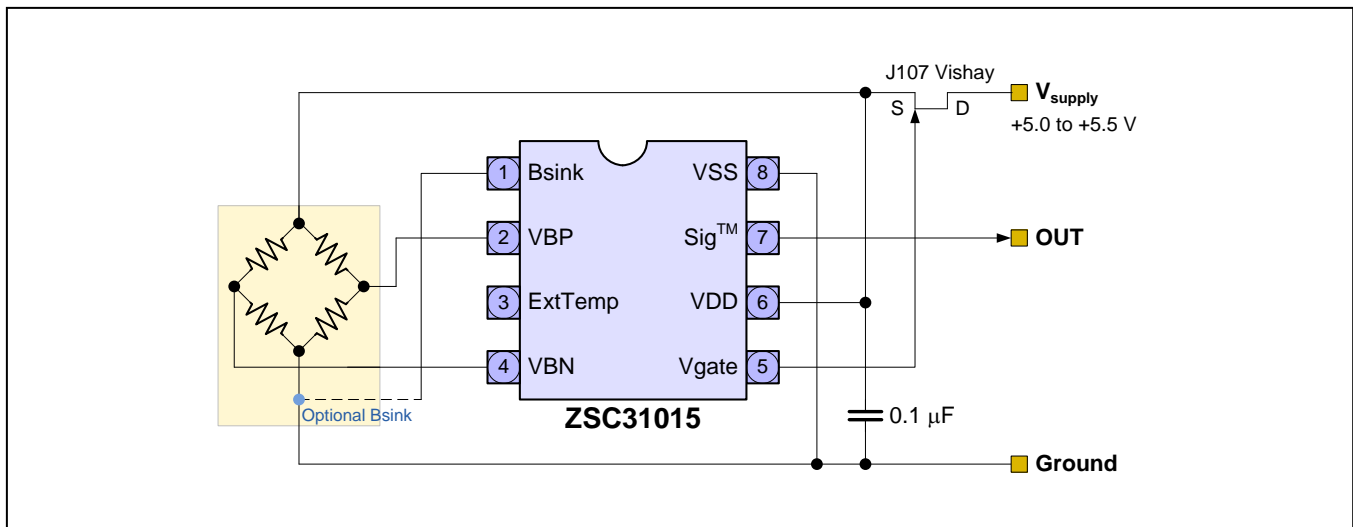 J107 Vishay
S
D
Vsupply
+5.0 to +5.5 V
1
Bsink
VSS
8
2
VBP
Sig™
7
OUT
3
ExtTemp
VDD
6
4
VBN
Vgate
5
Optional Bsink
ZSC31015
0.1 μF
Ground